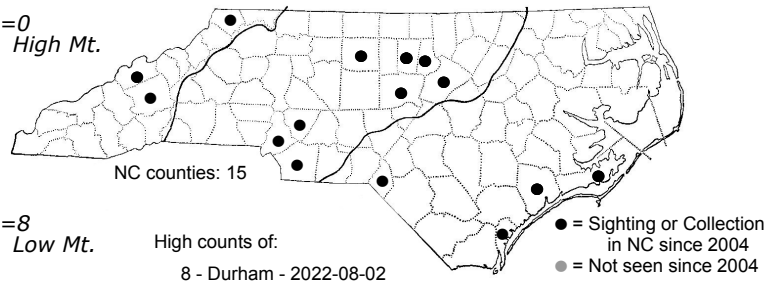 =0
High Mt.
NC counties: 15
=8
Low Mt.
High counts of:
8 - Durham - 2022-08-02
= Sighting or Collection
in NC since 2004
= Not seen since 2004